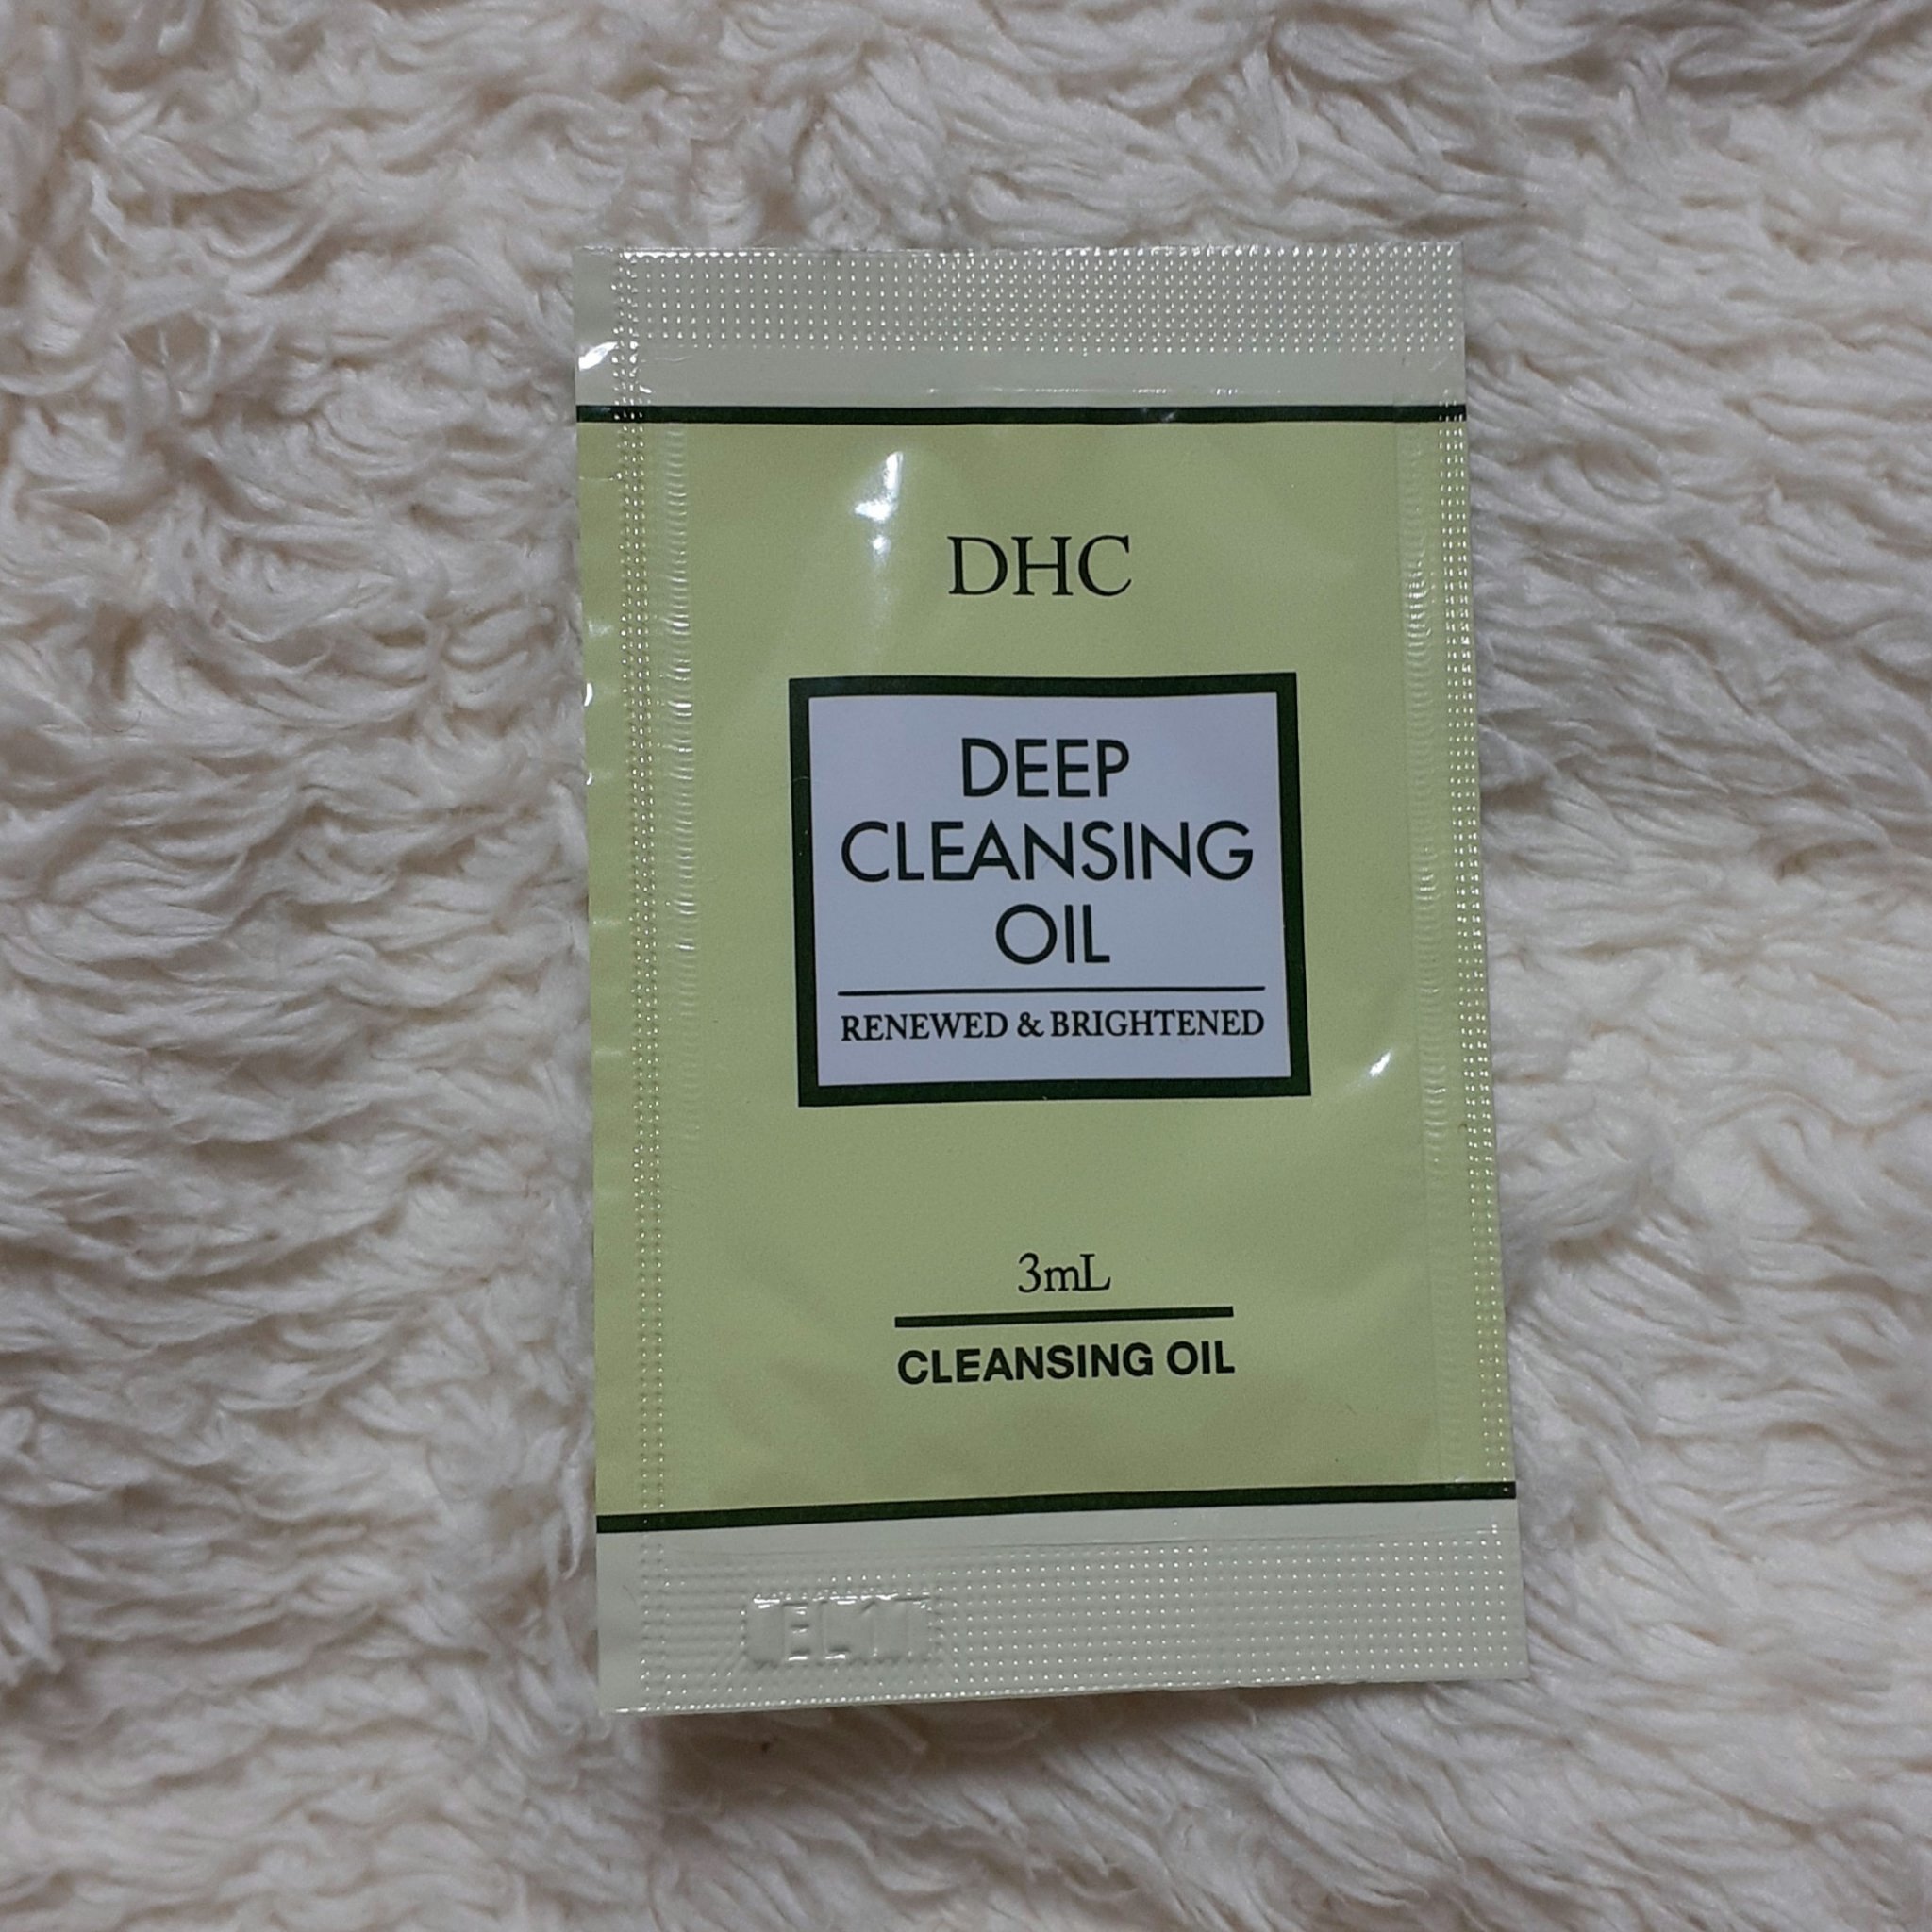 DHC
DEEP
CLEANSING
OIL
RENEWED & BRIGHTENED
3mL
CLEANSING OIL